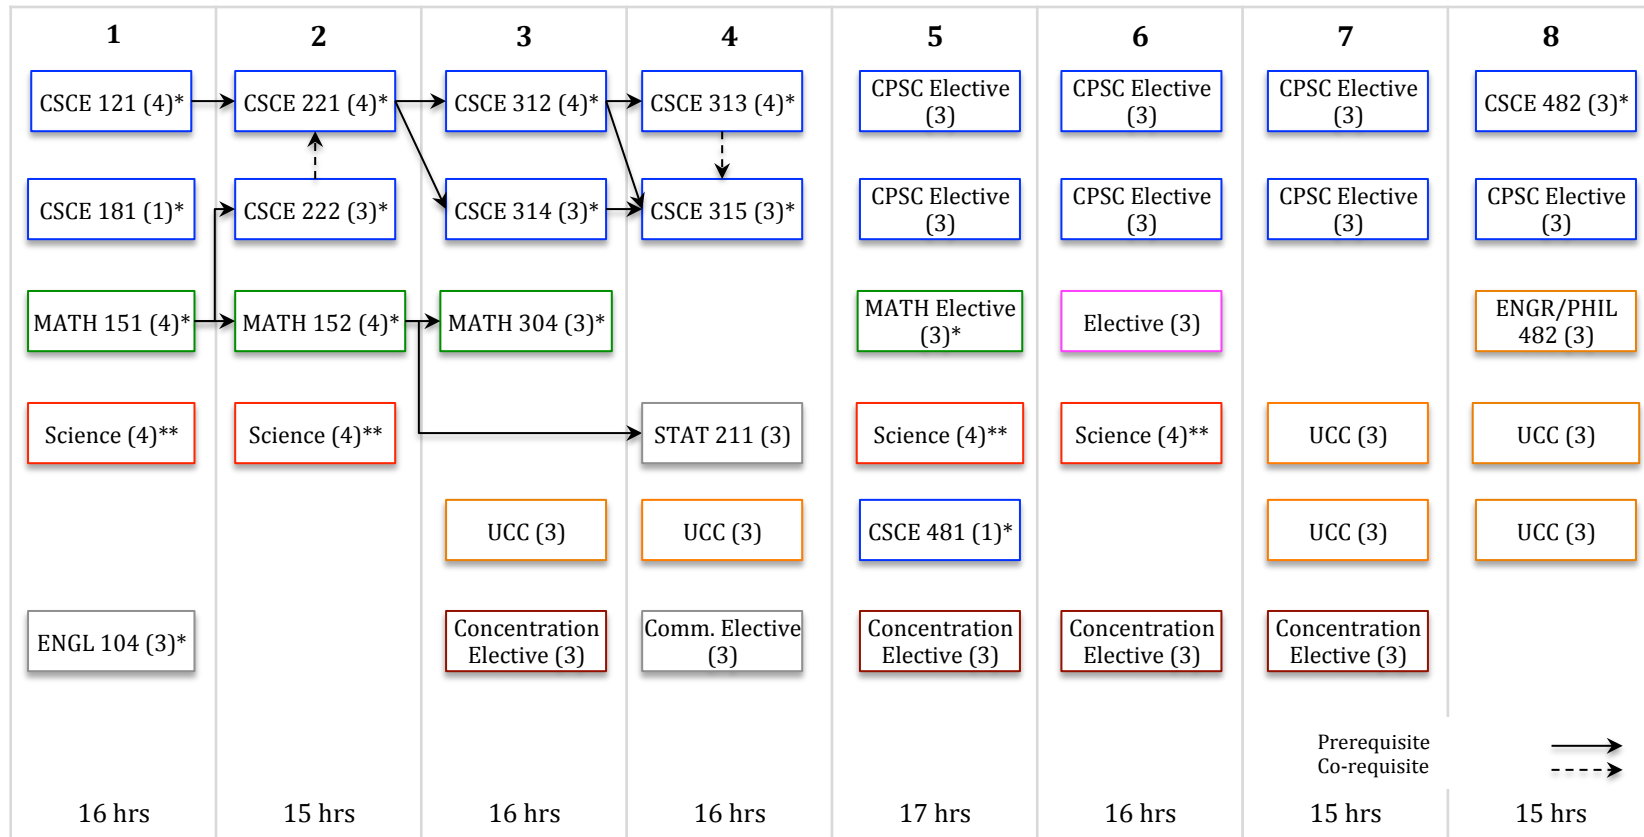 1
2
3
4
5
6
7
8
CSCE 121 (4)*
CSCE 221 (4)*
CSCE 312 (4)*
CSCE 313 (4)*
CPSC Elective
(3)
CPSC Elective
(3)
CPSC Elective
(3)
CSCE 482 (3)*
CSCE 181 (1)*
CSCE 222 (3)*
CSCE 314 (3)*
CSCE 315 (3)*
CPSC Elective
(3)
CPSC Elective
(3)
CPSC Elective
(3)
CPSC Elective
(3)
MATH 151 (4)*
MATH 152 (4)*
MATH 304 (3)*
MATH Elective
(3)*
Elective (3)
ENGR/PHIL
482 (3)
Science (4)**
Science (4)**
STAT 211 (3)
Science (4)**
Science (4)**
UCC (3)
UCC (3)
UCC (3)
UCC (3)
CSCE 481 (1)*
UCC (3)
UCC (3)
ENGL 104 (3)*
Concentration
Elective (3)
Comm. Elective
(3)
Concentration
Elective (3)
Concentration
Elective (3)
Concentration
Elective (3)
Prerequisite
Co-requisite
16 hrs
15 hrs
16 hrs
16 hrs
17 hrs
16 hrs
15 hrs
15 hrs